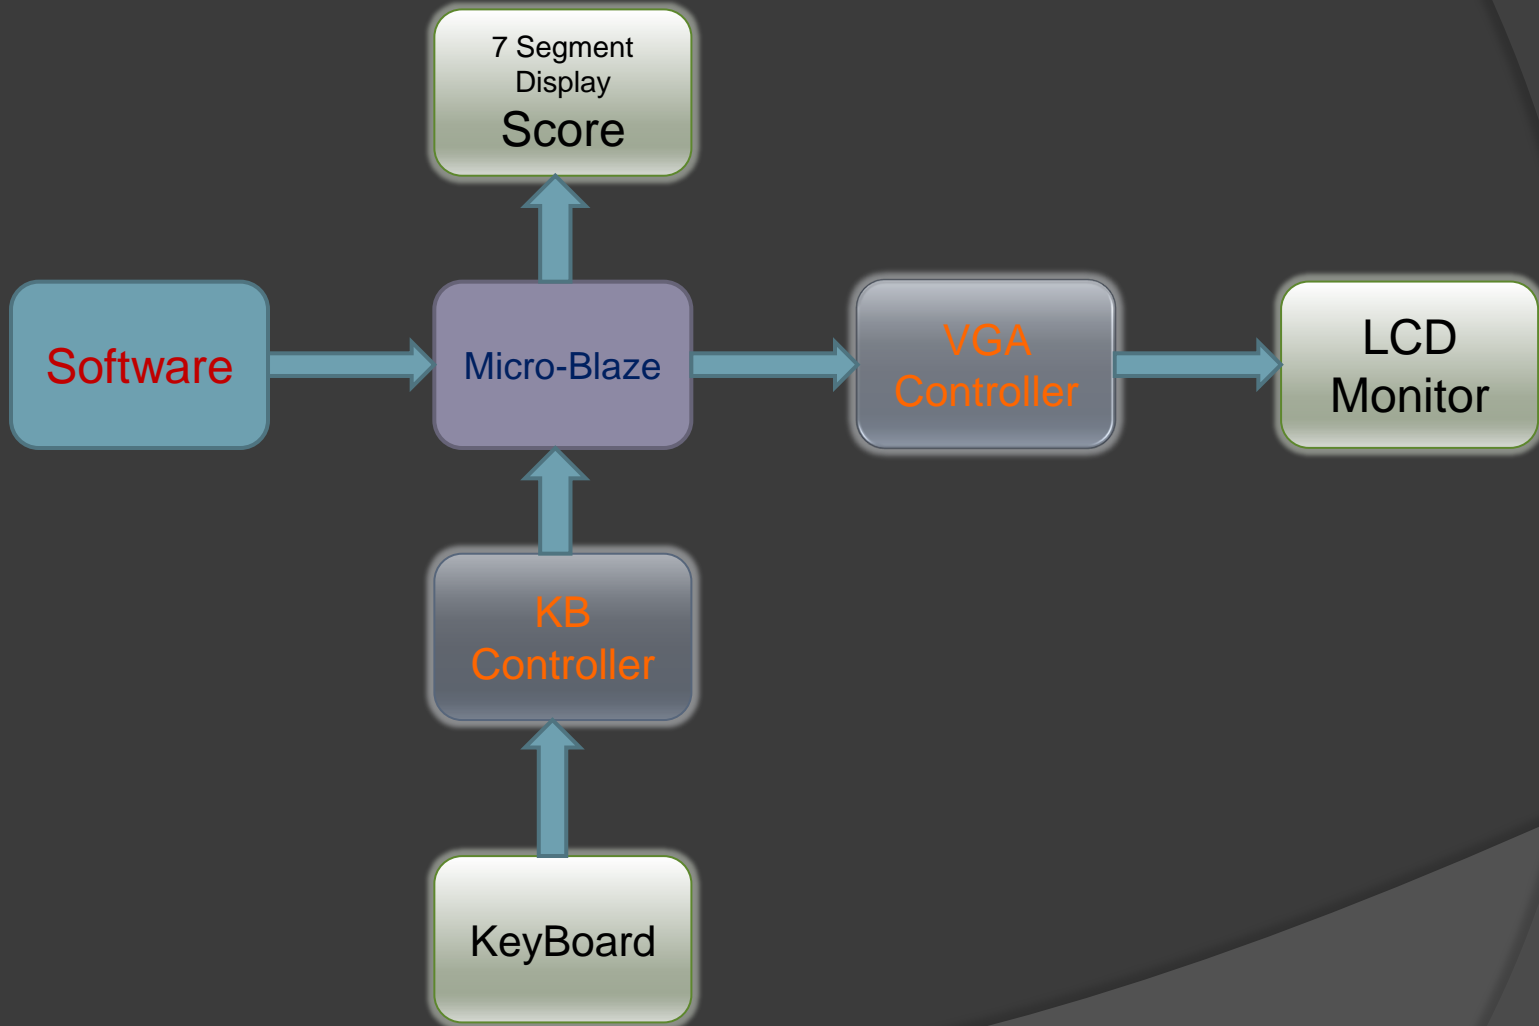 7 Segment
Display
Score
Software
Micro-Blaze
VGA
Controller
LCD
Monitor
KB
Controller
KeyBoard